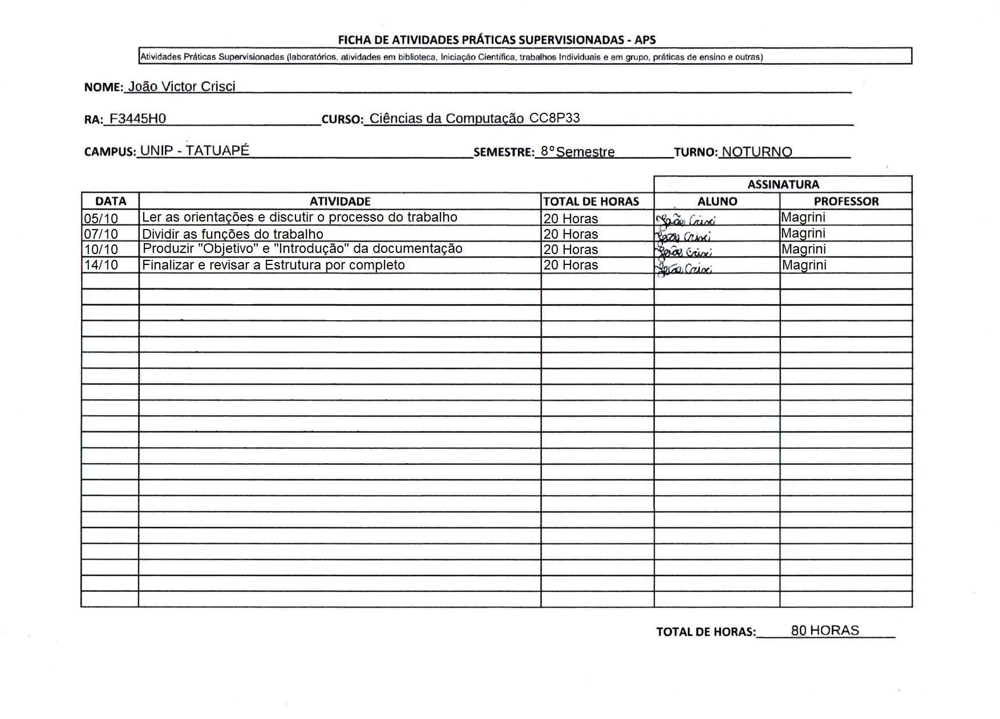 FICHA DE ATIVIDADES PRÁTICAS SUPERVISIONADAS - APS
Atividades Práticas Supervisionadas (laboratórios, atividades em biblioteca, Iniciação Científica, trabalhos Individuais e em grupo, práticas de ensino e outras)
NOME: João Victor Crisci
RA: F3445H0 CURSO: Ciências da Computação CC8P33
CAMPUS: UNIP - TATUAPÉ SEMESTRE: 8º Semestre TURNO: NOTURNO
ASSINATURA
DATA ATIVIDADE TOTAL DE HORAS ALUNO PROFESSOR
05/10 Ler as orientações e discutir o processo do trabalho 20 Horas João Crisci Magrini
07/10 Dividir as funções do trabalho 20 Horas João Crisci Magrini
10/10 Produzir "Objetivo" e "Introdução" da documentação 20 Horas João Crisci Magrini
14/10 Finalizar e revisar a Estrutura por completo 20 Horas João Crisci Magrini
TOTAL DE HORAS: 80 HORAS